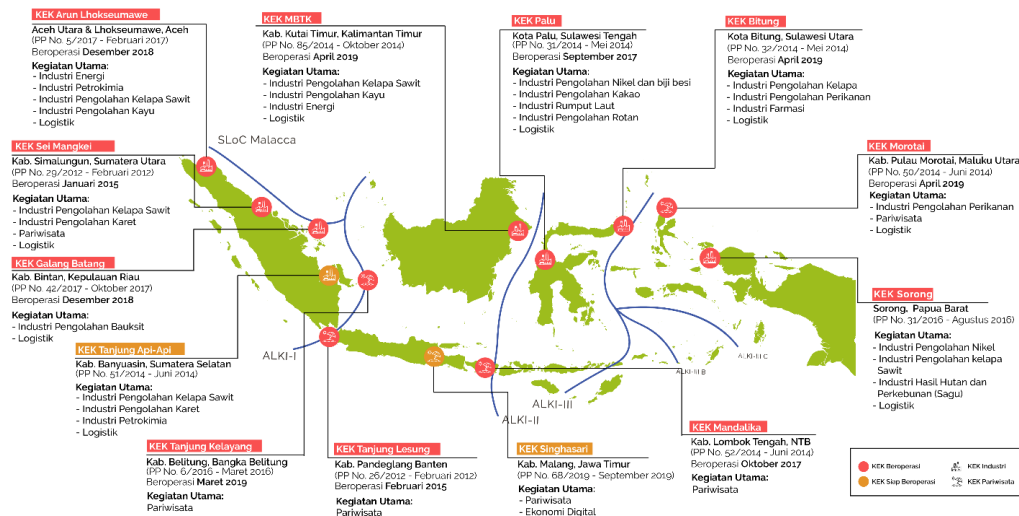 KEK Arun Lhokseumawe
Aceh Utara & Lhokseumawe, Aceh
(PP No. 5/2017 - Februari 2017)
Beroperasi Desember 2018
Kegiatan Utama:
- Industri Energi
- Industri Petrokimia
- Industri Pengolahan Kelapa Sawit
- Industri Pengolahan Kayu
- Logistik
KEK MBTK
Kab. Kutai Timur, Kalimantan Timur
(PP No. 85/2014 - Oktober 2014)
Beroperasi April 2019
Kegiatan Utama:
- Industri Pengolahan Kelapa Sawit
- Industri Pengolahan Kayu
- Industri Energi
- Logistik
KEK Palu
Kota Palu, Sulawesi Tengah
(PP No. 31/2014 - Mei 2014)
Beroperasi September 2017
Kegiatan Utama:
- Industri Pengolahan Nikel dan biji besi
- Industri Pengolahan Kakao
- Industri Rumput Laut
- Industri Pengolahan Rotan
- Logistik
KEK Bitung
Kota Bitung, Sulawesi Utara
(PP No. 32/2014 - Mei 2014)
Beroperasi April 2019
Kegiatan Utama:
- Industri Pengolahan Kelapa
- Industri Pengolahan Perikanan
- Industri Farmasi
- Logistik
SLoC Malacca
KEK Sei Mangkei
Kab. Simalungun, Sumatera Utara
(PP No. 29/2012 - Februari 2012)
Beroperasi Januari 2015
Kegiatan Utama:
- Industri Pengolahan Kelapa Sawit
- Industri Pengolahan Karet
- Pariwisata
- Logistik
KEK Morotai
Kab. Pulau Morotai, Maluku Utara
(PP No. 50/2014 - Juni 2014)
Beroperasi April 2019
Kegiatan Utama:
- Industri Pengolahan Perikanan
- Pariwisata
- Logistik
KEK Galang Batang
Kab. Bintan, Kepulauan Riau
(PP No. 42/2017 - Oktober 2017)
Beroperasi Desember 2018
Kegiatan Utama:
- Industri Pengolahan Bauksit
- Logistik
KEK Sorong
Sorong, Papua Barat
(PP No. 31/2016 - Agustus 2016)
Kegiatan Utama:
- Industri Pengolahan Nikel
- Industri Pengolahan kelapa
Sawit
- Industri Hasil Hutan dan
Perkebunan (Sagu)
- Logistik
KEK Tanjung Api-Api
Kab. Banyuasin, Sumatera Selatan
(PP No. 51/2014 - Juni 2014)
Kegiatan Utama:
- Industri Pengolahan Kelapa Sawit
- Industri Pengolahan Karet
- Industri Petrokimia
- Logistik
ALKI-I
ALKI-II
ALKI-III
ALKI-III B
ALKI-III C
KEK Tanjung Kelayang
Kab. Belitung, Bangka Belitung
(PP No. 6/2016 - Maret 2016)
Beroperasi Maret 2019
Kegiatan Utama:
Pariwisata
KEK Tanjung Lesung
Kab. Pandeglang Banten
(PP No. 26/2012 - Februari 2012)
Beroperasi Februari 2015
Kegiatan Utama:
Pariwisata
KEK Singhasari
Kab. Malang, Jawa Timur
(PP No. 68/2019 - September 2019)
Kegiatan Utama:
- Pariwisata
- Ekonomi Digital
KEK Mandalika
Kab. Lombok Tengah, NTB
(PP No. 52/2014 - Juni 2014)
Beroperasi Oktober 2017
Kegiatan Utama:
Pariwisata
KEK Beroperasi
KEK Industri
KEK Siap Beroperasi
KEK Pariwisata